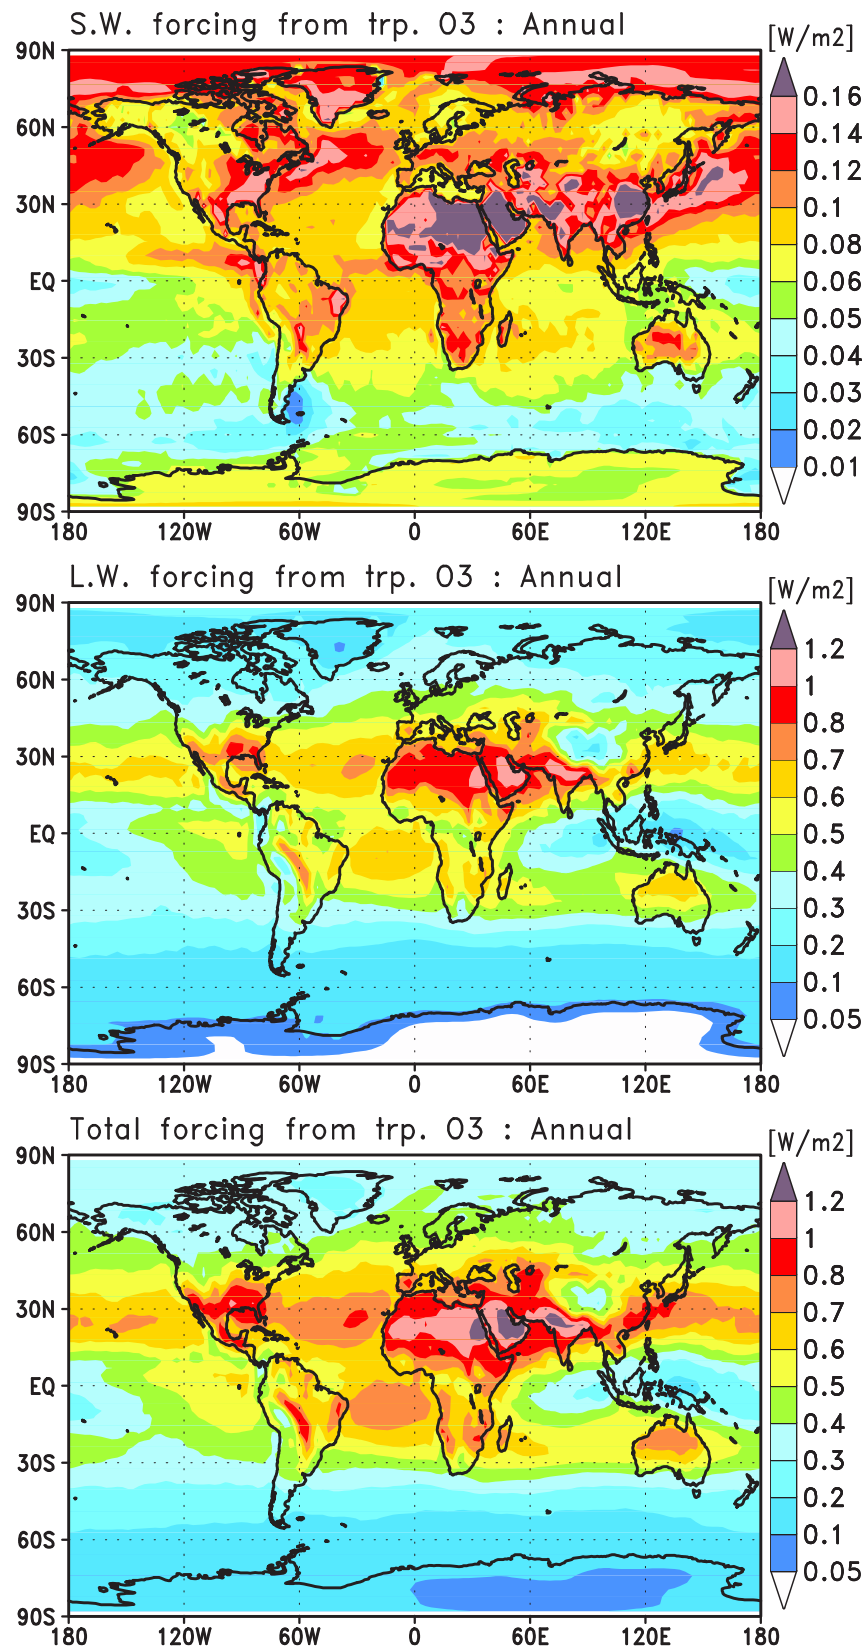 S.W. forcing from trp. O3 : Annual
[W/m2]
90N
60N
30N
EQ
30S
60S
90S
180 120W 60W 0 60E 120E 180
0.16
0.14
0.12
0.1
0.08
0.06
0.05
0.04
0.03
0.02
0.01
L.W. forcing from trp. O3 : Annual
[W/m2]
90N
60N
30N
EQ
30S
60S
90S
180 120W 60W 0 60E 120E 180
1.2
1
0.8
0.7
0.6
0.5
0.4
0.3
0.2
0.1
0.05
Total forcing from trp. O3 : Annual
[W/m2]
90N
60N
30N
EQ
30S
60S
90S
180 120W 60W 0 60E 120E 180
1.2
1
0.8
0.7
0.6
0.5
0.4
0.3
0.2
0.1
0.05